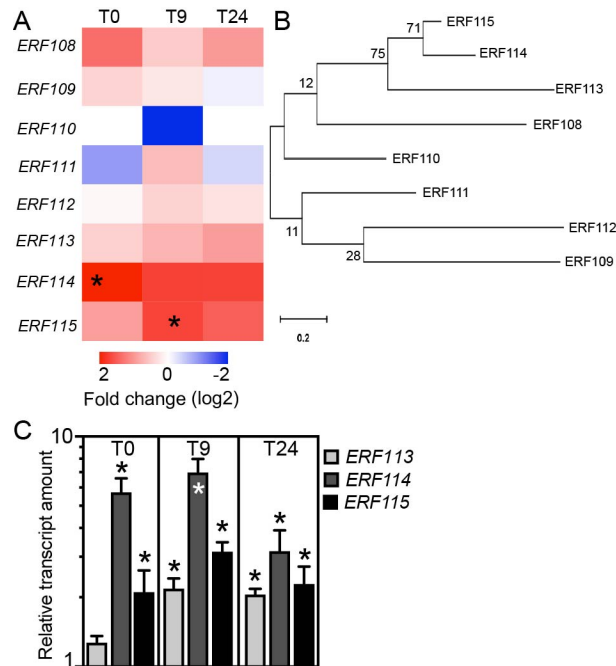 A
T0 T9 T24
ERF108
ERF109
ERF110
ERF111
ERF112
ERF113
ERF114
*
ERF115
*
2 0 -2
Fold change (log2)
B
71
ERF115
ERF114
75
ERF113
12
ERF108
ERF110
ERF111
11
ERF112
28
ERF109
0.2
C
Relative transcript amount
10
1
T0 T9 T24
* * * * * * * *
ERF113
ERF114
ERF115